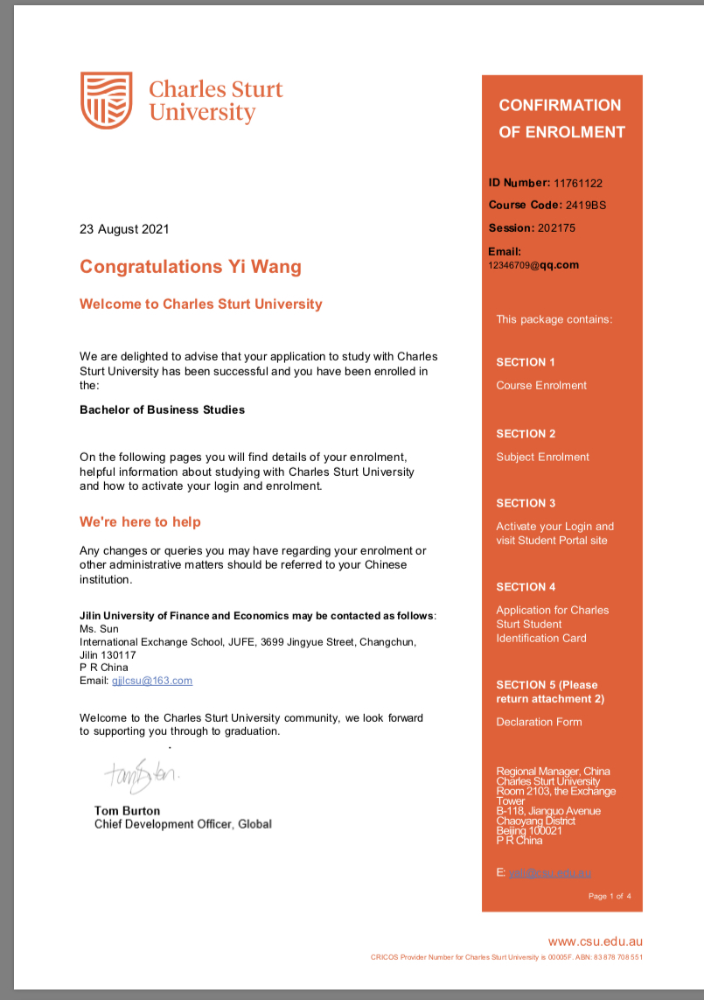 Charles Sturt
University
23 August 2021
Congratulations Yi Wang
Welcome to Charles Sturt University
We are delighted to advise that your application to study with Charles
Sturt University has been successful and you have been enrolled in
the:
Bachelor of Business Studies
On the following pages you will find details of your enrolment,
helpful information about studying with Charles Sturt University
and how to activate your login and enrolment.
We're here to help
Any changes or queries you may have regarding your enrolment or
other administrative matters should be referred to your Chinese
institution.
Jilin University of Finance and Economics may be contacted as follows:
Ms. Sun
International Exchange School, JUFE, 3699 Jingyue Street, Changchun,
Jilin 130117
P R China
Email: gjjlcsu@163.com
Welcome to the Charles Sturt University community, we look forward
to supporting you through to graduation.
Tom Burton
Chief Development Officer, Global
CONFIRMATION
OF ENROLMENT
ID Number: 11761122
Course Code: 2419BS
Session: 202175
Email:
12346709@qq.com
This package contains:
SECTION 1
Course Enrolment
SECTION 2
Subject Enrolment
SECTION 3
Activate your Login and
visit Student Portal site
SECTION 4
Application for Charles
Sturt Student
Identification Card
SECTION 5 (Please
return attachment 2)
Declaration Form
Regional Manager, China
Charles Sturt University
Room 2103, the Exchange
Tower
B-118, Jianguo Avenue
Chaoyang District
Beijing 100021
P R China
E:
Page 1 of 4
www.csu.edu.au
CRICOS Provider Number for Charles Sturt University is 00005F. ABN: 83 878 708 551